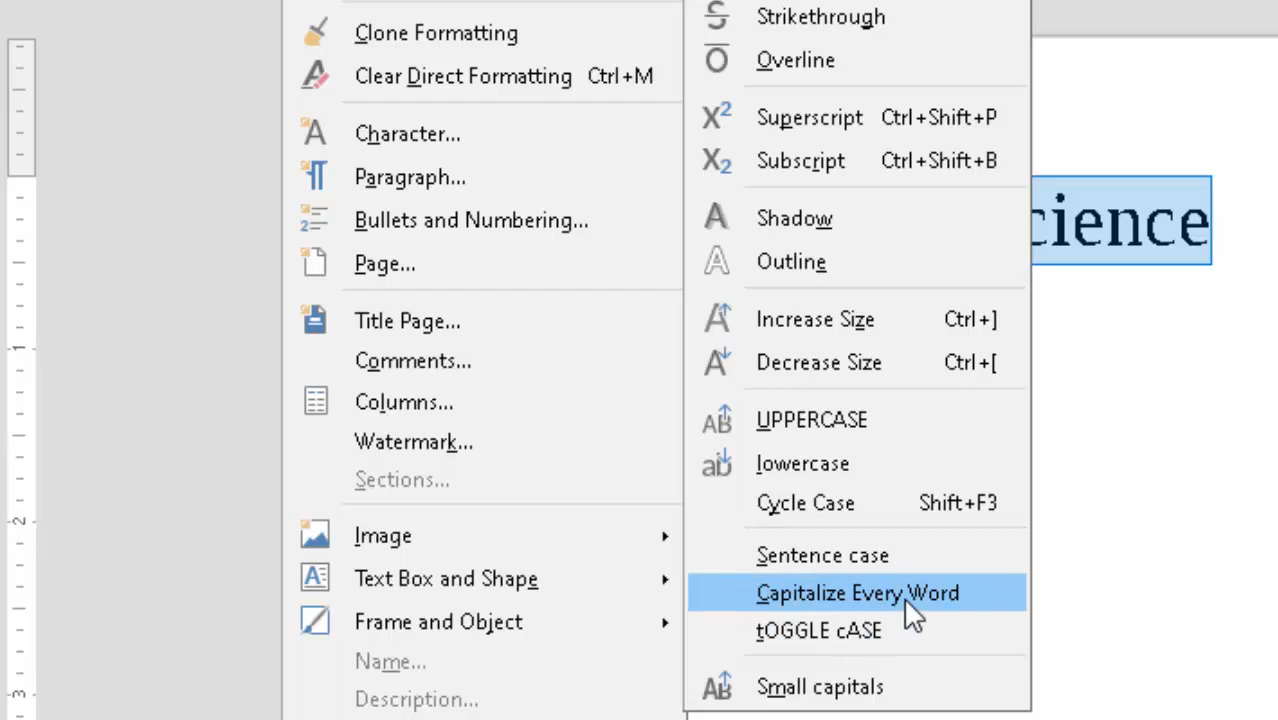 Clone Formatting
Clear Direct Formatting Ctrl+M
Character...
Paragraph...
Bullets and Numbering...
Page...
Title Page...
Comments...
Columns...
Watermark...
Sections...
Image
Text Box and Shape
Frame and Object
Name...
Description...
Strikethrough
Overline
Superscript Ctrl+Shift+P
Subscript Ctrl+Shift+B
Shadow
Outline
Increase Size Ctrl+]
Decrease Size Ctrl+[
UPPERCASE
lowercase
Cycle Case Shift+F3
Sentence case
Capitalize Every Word
tOGGLE cASE
Small capitals
cience
1
2
3